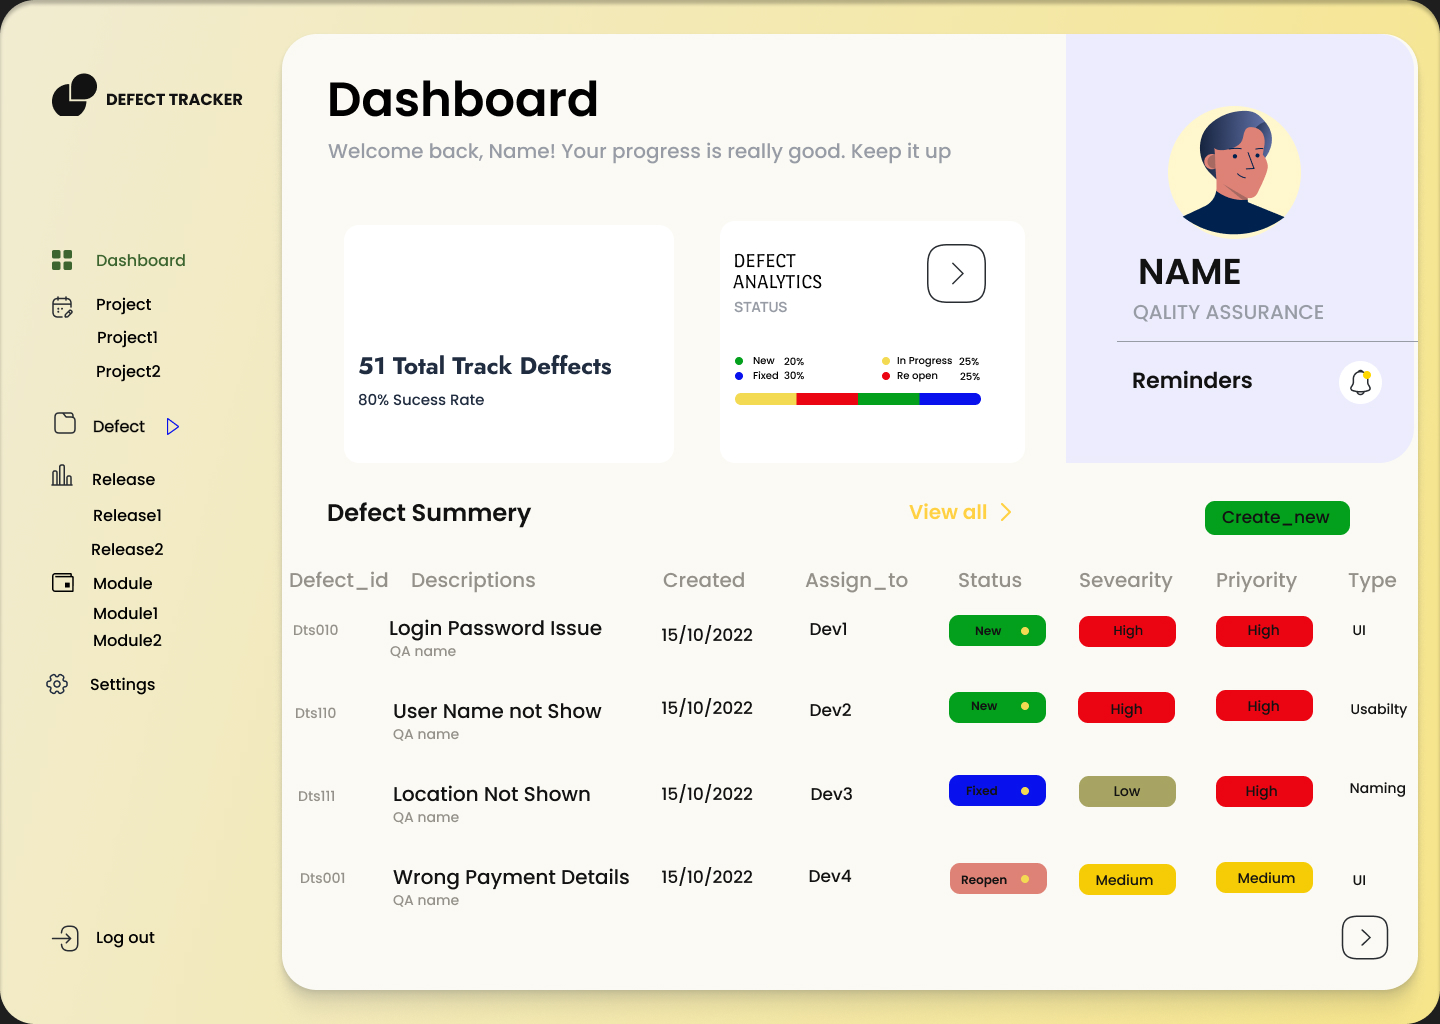 DEFECT TRACKER
Dashboard
Project
Project1
Project2
Defect
Release
Release1
Release2
Module
Module1
Module2
Settings
Log out
Dashboard
Welcome back, Name! Your progress is really good. Keep it up
51 Total Track Deffects
80% Sucess Rate
DEFECT
ANALYTICS
STATUS
New 20% In Progress 25%
Fixed 30% Re open 25%
NAME
QALITY ASSURANCE
Reminders
Defect Summery View all Create_new
Defect_id Descriptions Created Assign_to Status Sevearity Priyority Type
Dts010 Login Password Issue 15/10/2022 Dev1 New High High UI
QA name
Dts110 User Name not Show 15/10/2022 Dev2 New High High Usabilty
QA name
Dts111 Location Not Shown 15/10/2022 Dev3 Fixed Low High Naming
QA name
Dts001 Wrong Payment Details 15/10/2022 Dev4 Reopen Medium Medium UI
QA name